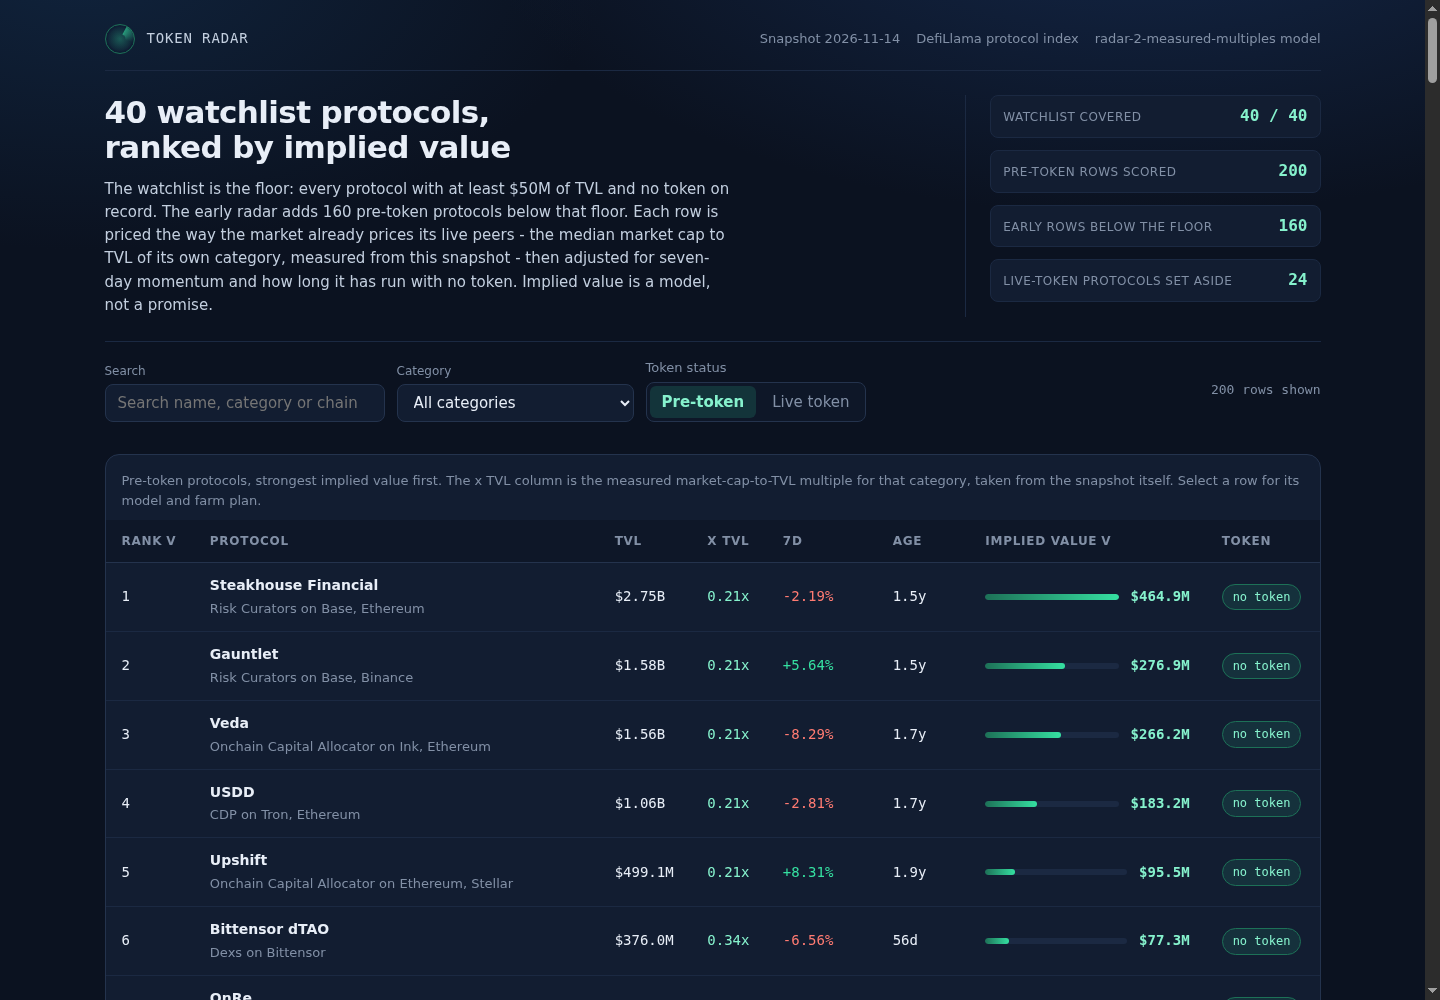 TOKEN RADAR
Snapshot 2026-11-14 DefiLlama protocol index radar-2-measured-multiples model
40 watchlist protocols,
ranked by implied value
The watchlist is the floor: every protocol with at least $50M of TVL and no token on
record. The early radar adds 160 pre-token protocols below that floor. Each row is
priced the way the market already prices its live peers - the median market cap to
TVL of its own category, measured from this snapshot - then adjusted for seven-
day momentum and how long it has run with no token. Implied value is a model,
not a promise.
WATCHLIST COVERED 40 / 40
PRE-TOKEN ROWS SCORED 200
EARLY ROWS BELOW THE FLOOR 160
LIVE-TOKEN PROTOCOLS SET ASIDE 24
Search
Search name, category or chain
Category
All categories
Token status
Pre-token Live token
200 rows shown
Pre-token protocols, strongest implied value first. The x TVL column is the measured market-cap-to-TVL multiple for that category, taken from the snapshot itself. Select a row for its
model and farm plan.
RANK V PROTOCOL TVL X TVL 7D AGE IMPLIED VALUE V TOKEN
1 Steakhouse Financial $2.75B 0.21x -2.19% 1.5y $464.9M no token
Risk Curators on Base, Ethereum
2 Gauntlet $1.58B 0.21x +5.64% 1.5y $276.9M no token
Risk Curators on Base, Binance
3 Veda $1.56B 0.21x -8.29% 1.7y $266.2M no token
Onchain Capital Allocator on Ink, Ethereum
4 USDD $1.06B 0.21x -2.81% 1.7y $183.2M no token
CDP on Tron, Ethereum
5 Upshift $499.1M 0.21x +8.31% 1.9y $95.5M no token
Onchain Capital Allocator on Ethereum, Stellar
6 Bittensor dTAO $376.0M 0.34x -6.56% 56d $77.3M no token
Dexs on Bittensor
OnRe